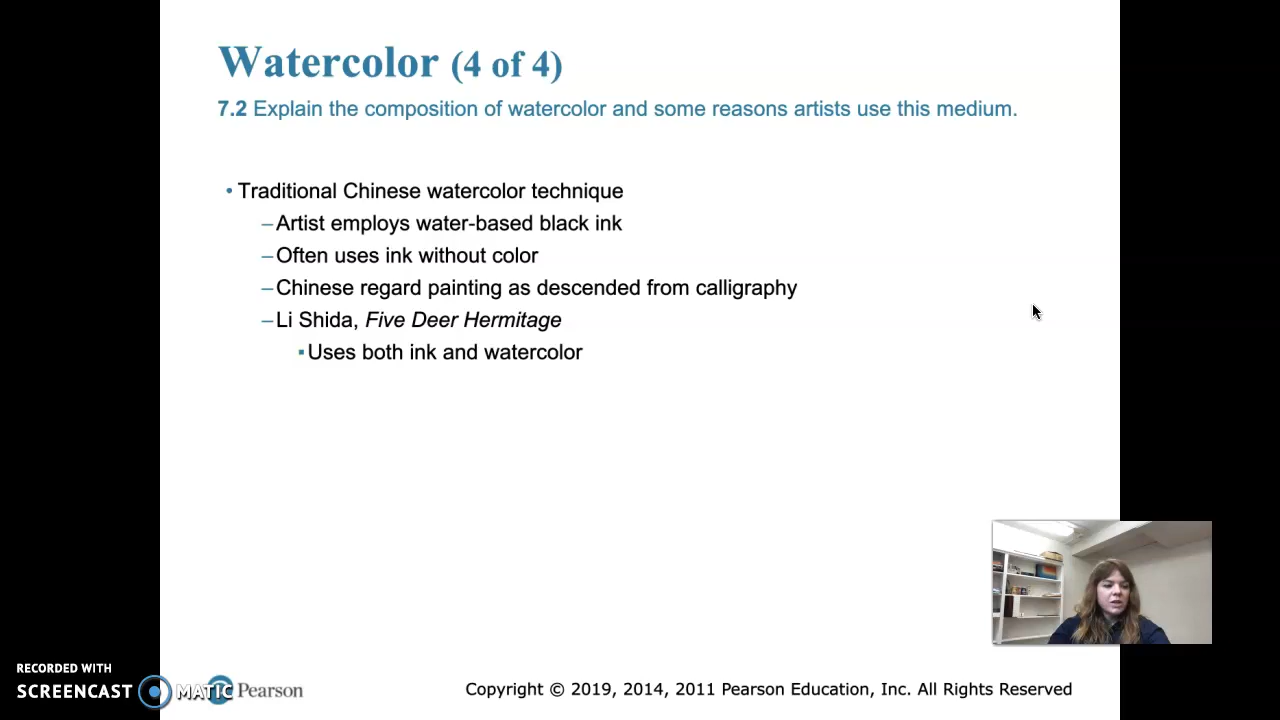 Watercolor (4 of 4)
7.2 Explain the composition of watercolor and some reasons artists use this medium.
• Traditional Chinese watercolor technique
–Artist employs water-based black ink
–Often uses ink without color
–Chinese regard painting as descended from calligraphy
–Li Shida, Five Deer Hermitage
▪Uses both ink and watercolor
RECORDED WITH
SCREENCAST MATIC
Pearson
Copyright © 2019, 2014, 2011 Pearson Education, Inc. All Rights Reserved